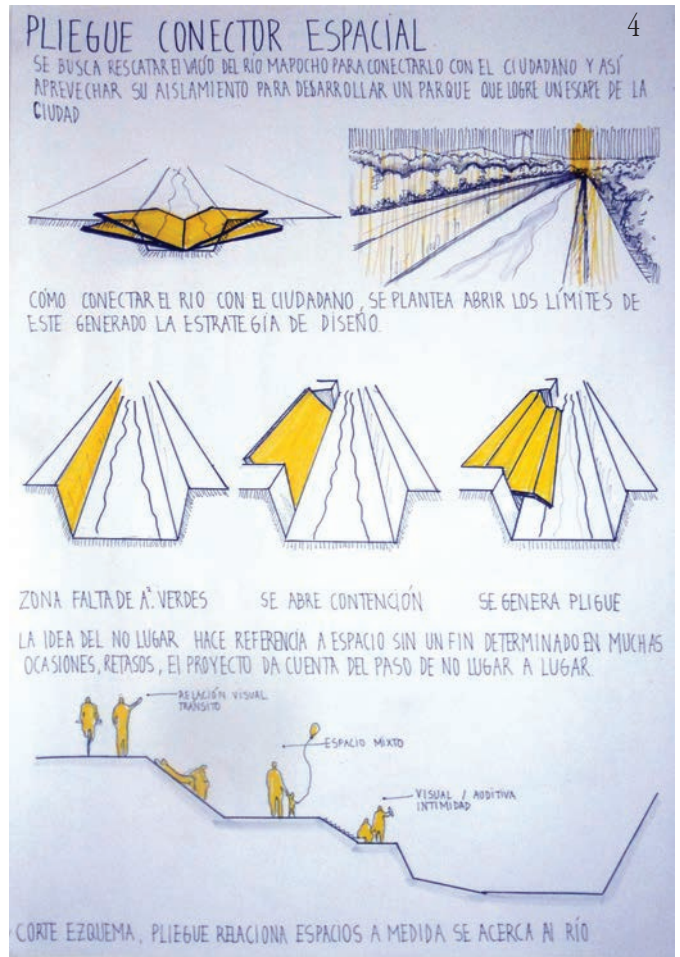 4
PLIEGUE CONECTOR ESPACIAL
SE BUSCA RESCATAR El VACÍO DEL RÍO MAPOCHO PARA CONECTARLO CON EL CIUDADANO Y ASÍ
APREVECHAR SU AISLAMIENTO PARA DESARROLLAR UN PARQUE QUE LOGRE UN ESCAPE DE LA
CIUDAD
CÓMO CONECTAR EL RIO CON EL CIUDADANO, SE PLANTEA ABRIR LOS LÍMITES DE
ESTE GENERADO LA ESTRATEGÍA DE DISEÑO.
ZONA FALTA DE A². VERDES
SE ABRE CONTENCIÓN
SE GENERA PLIGUE
LA IDEA DEL NO LUGAR HACE REFERENCIA A ESPACIO SIN UN FIN DETERMINADO EN MUCHAS
OCASIONES, RETASOS, El PROYECTO DA CUENTA DEL PASO DE NO LUGAR A LUGAR.
RELACIÓN VISUAL
TRANSITO
ESPACIO MIXTO
VISUAL / AUDITIVA
INTIMIDAD
CORTE EZQUEMA, PLIEGUE RELACIONA ESPACIOS A MEDIDA SE ACERCA Al RÍO